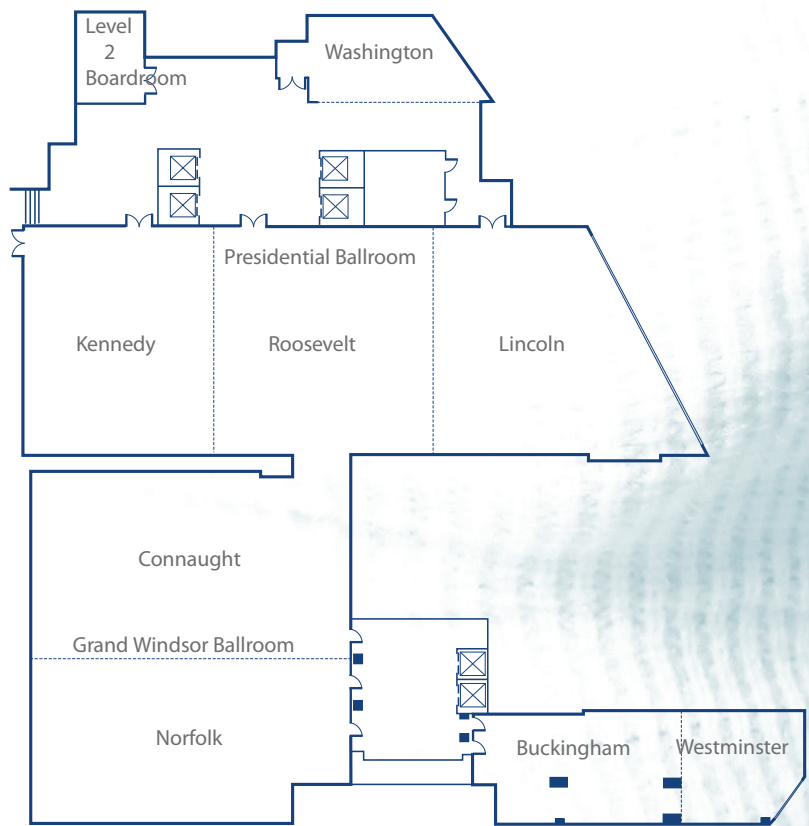 Level
2
Boardroom
Washington
Presidential Ballroom
Kennedy
Roosevelt
Lincoln
Connaught
Grand Windsor Ballroom
Norfolk
Buckingham
Westminster